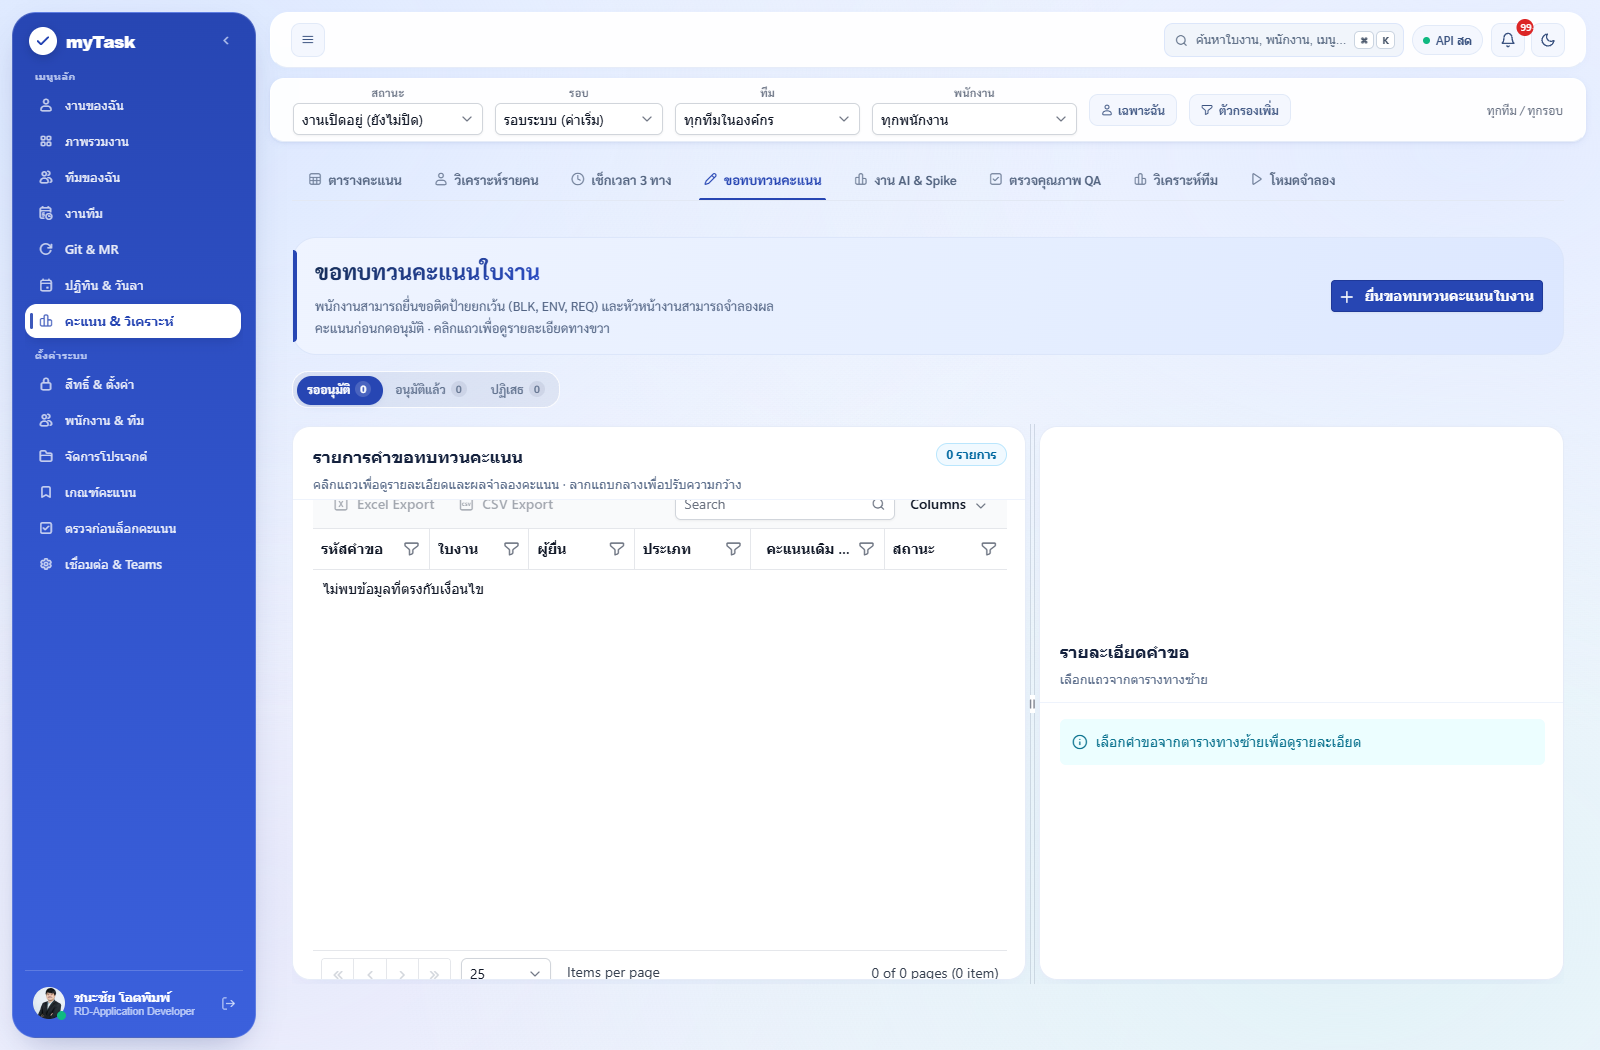 myTask
เมนูหลัก
งานของฉัน
ภาพรวมงาน
ทีมของฉัน
งานทีม
Git & MR
ปฏิทิน & วันลา
คะแนน & วิเคราะห์
ตั้งค่าระบบ
สิทธิ์ & ตั้งค่า
พนักงาน & ทีม
จัดการโปรเจกต์
เกณฑ์คะแนน
ตรวจก่อนล็อกคะแนน
เชื่อมต่อ & Teams
ชนะชัย โอดพิมพ์
RD-Application Developer
ค้นหาใบงาน, พนักงาน, เมนู... ⌘ K
API สด
99
สถานะ
รอบ
ทีม
พนักงาน
งานเปิดอยู่ (ยังไม่ปิด)
รอบระบบ (ค่าเริ่ม)
ทุกทีมในองค์กร
ทุกพนักงาน
เฉพาะฉัน
ตัวกรองเพิ่ม
ทุกทีม / ทุกรอบ
ตารางคะแนน
วิเคราะห์รายคน
เช็กเวลา 3 ทาง
ขอทบทวนคะแนน
งาน AI & Spike
ตรวจคุณภาพ QA
วิเคราะห์ทีม
โหมดจำลอง
ขอทบทวนคะแนนใบงาน
พนักงานสามารถยื่นขอติดป้ายยกเว้น (BLK, ENV, REQ) และหัวหน้างานสามารถจำลองผล
คะแนนก่อนกดอนุมัติ · คลิกแถวเพื่อดูรายละเอียดทางขวา
ยื่นขอทบทวนคะแนนใบงาน
รออนุมัติ 0
อนุมัติแล้ว 0
ปฏิเสธ 0
รายการคำขอทบทวนคะแนน
0 รายการ
คลิกแถวเพื่อดูรายละเอียดและผลจำลองคะแนน · ลากแถบกลางเพื่อปรับความกว้าง
Excel Export
CSV Export
Search
Columns
รหัสคำขอ
ใบงาน
ผู้ยื่น
ประเภท
คะแนนเดิม ...
สถานะ
ไม่พบข้อมูลที่ตรงกับเงื่อนไข
25
Items per page
0 of 0 pages (0 item)
รายละเอียดคำขอ
เลือกแถวจากตารางทางซ้าย
เลือกคำขอจากตารางทางซ้ายเพื่อดูรายละเอียด